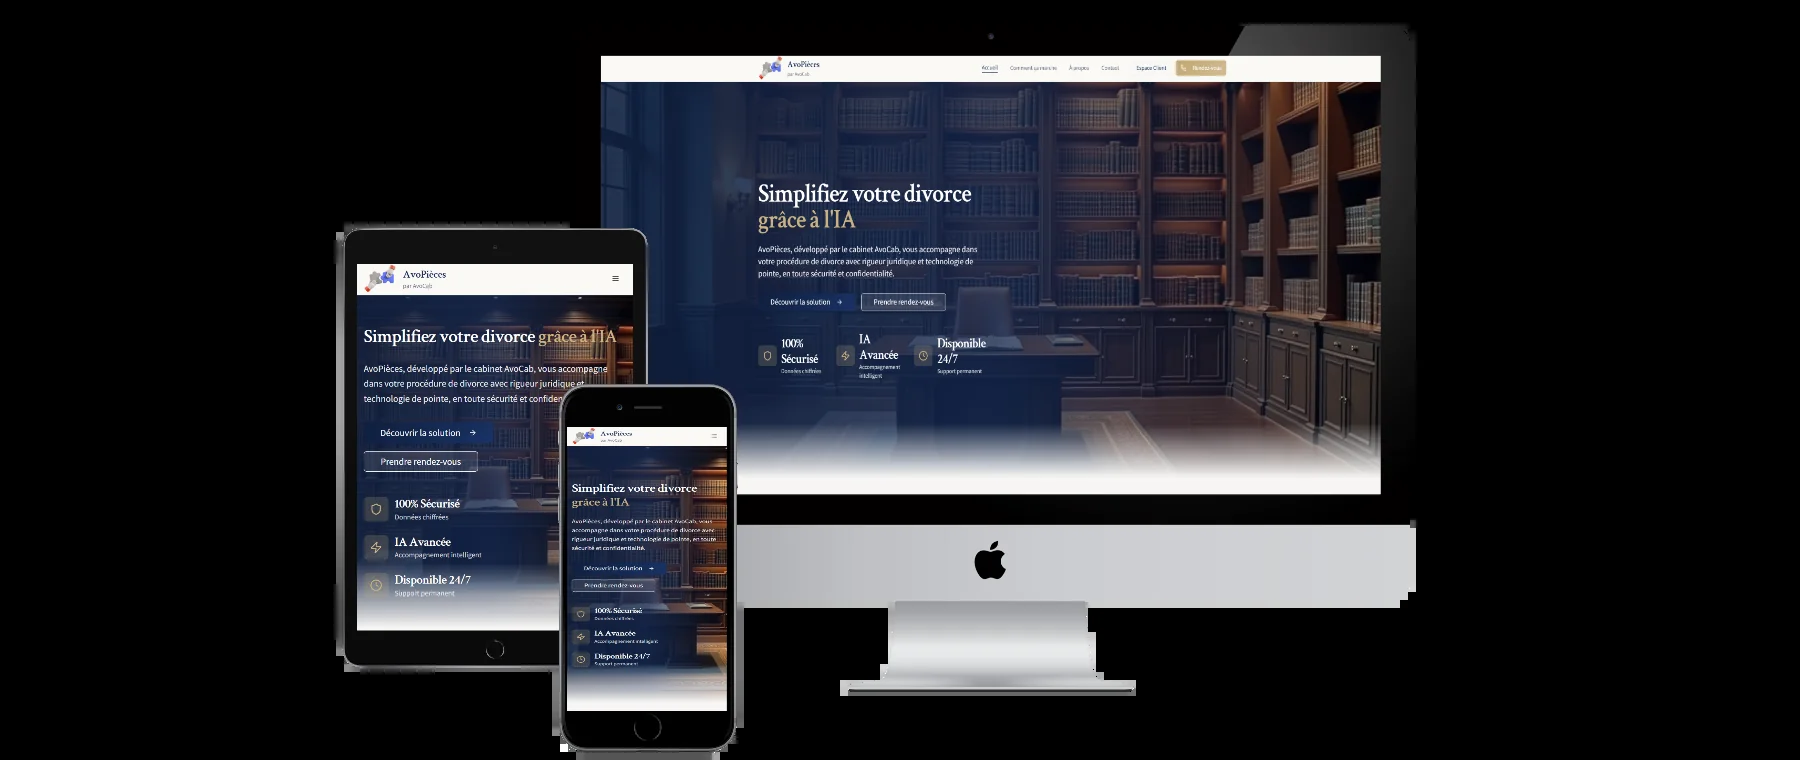 AvoPièces
par AvoCab
Accueil
Comment ça marche
À propos
Contact
Espace Client
Rendez-vous
Simplifiez votre divorce
grâce à l'IA
AvoPièces, développé par le cabinet AvoCab, vous accompagne dans
votre procédure de divorce avec rigueur juridique et technologie de
pointe, en toute sécurité et confidentialité.
Découvrir la solution →
Prendre rendez-vous
100%
Sécurisé
Données chiffrées
IA
Avancée
Accompagnement
intelligent
Disponible
24/7
Support permanent
AvoPièces
par AvoCab
Simplifiez votre divorce grâce à l'IA
AvoPièces, développé par le cabinet AvoCab, vous accompagne
dans votre procédure de divorce avec rigueur juridique et
technologie de pointe, en toute sécurité et confiden
Découvrir la solution →
Prendre rendez-vous
100% Sécurisé
Données chiffrées
IA Avancée
Accompagnement intelligent
Disponible 24/7
Support permanent
AvoPièces
par AvoCab
Simplifiez votre divorce
grâce à l'IA
AvoPièces, développé par le cabinet AvoCab, vous
accompagne dans votre procédure de divorce avec
rigueur juridique et technologie de pointe, en toute
sécurité et confidentialité.
Découvrir la solution →
Prendre rendez-vous
100% Sécurisé
Données chiffrées
IA Avancée
Accompagnement intelligent
Disponible 24/7
Support permanent